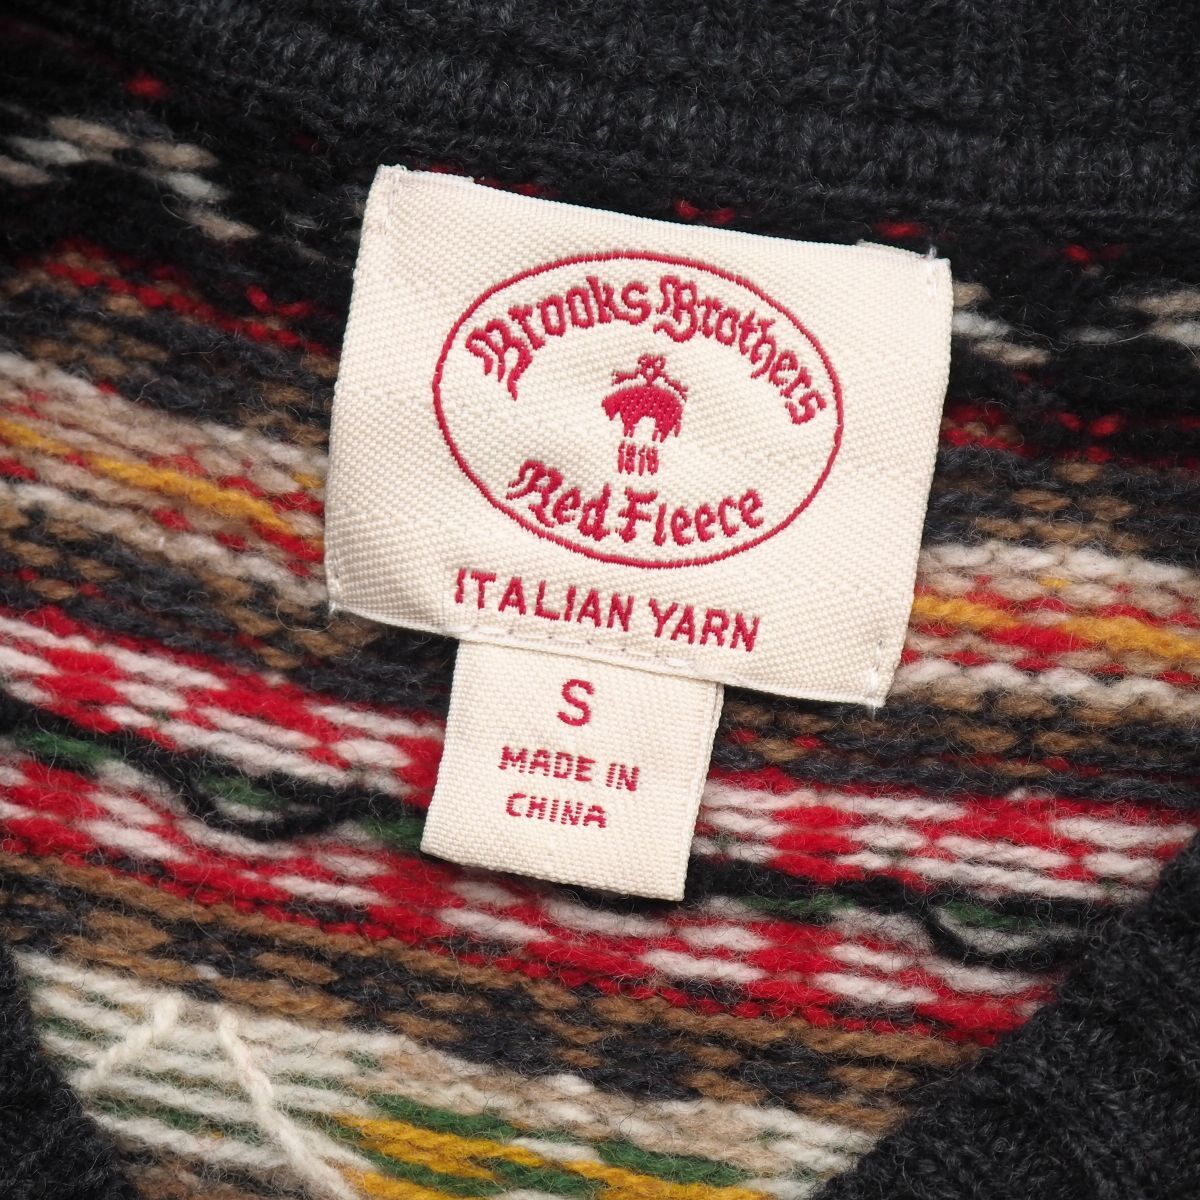 Brooks Brothers
1818
Red Fleece
ITALIAN YARN
S
MADE IN
CHINA